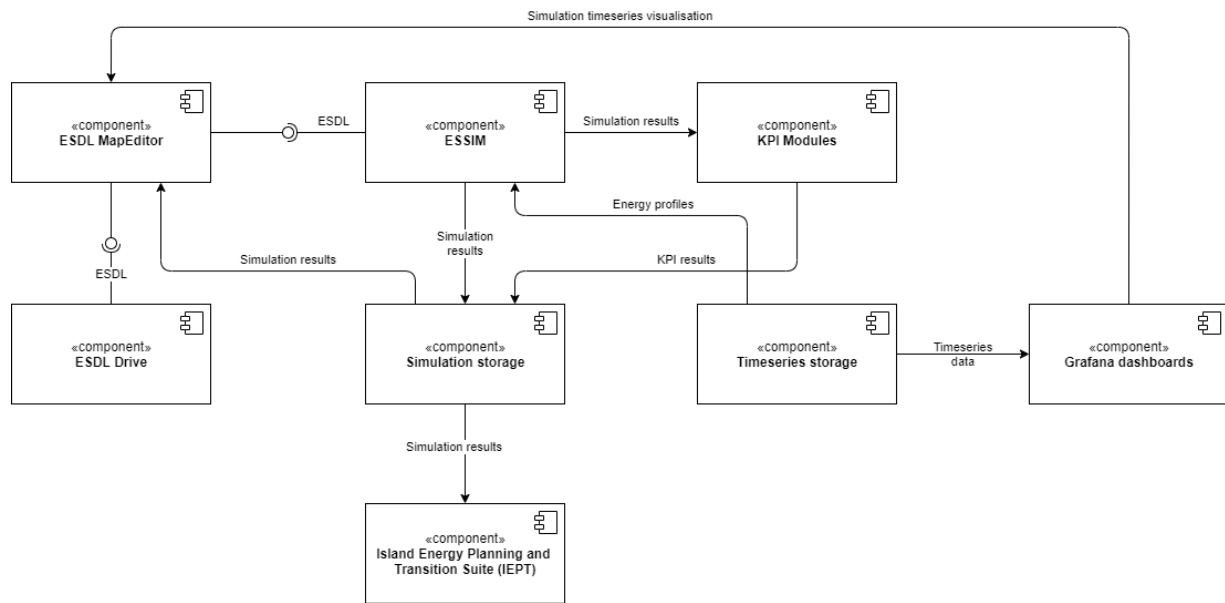 Simulation timeseries visualisation
«component»
ESDL MapEditor
ESDL
«component»
ESSIM
Simulation results
«component»
KPI Modules
Energy profiles
Simulation
results
Simulation results
KPI results
ESDL
«component»
ESDL Drive
«component»
Simulation storage
«component»
Timeseries storage
Timeseries
data
«component»
Grafana dashboards
Simulation results
«component»
Island Energy Planning and
Transition Suite (IEPT)